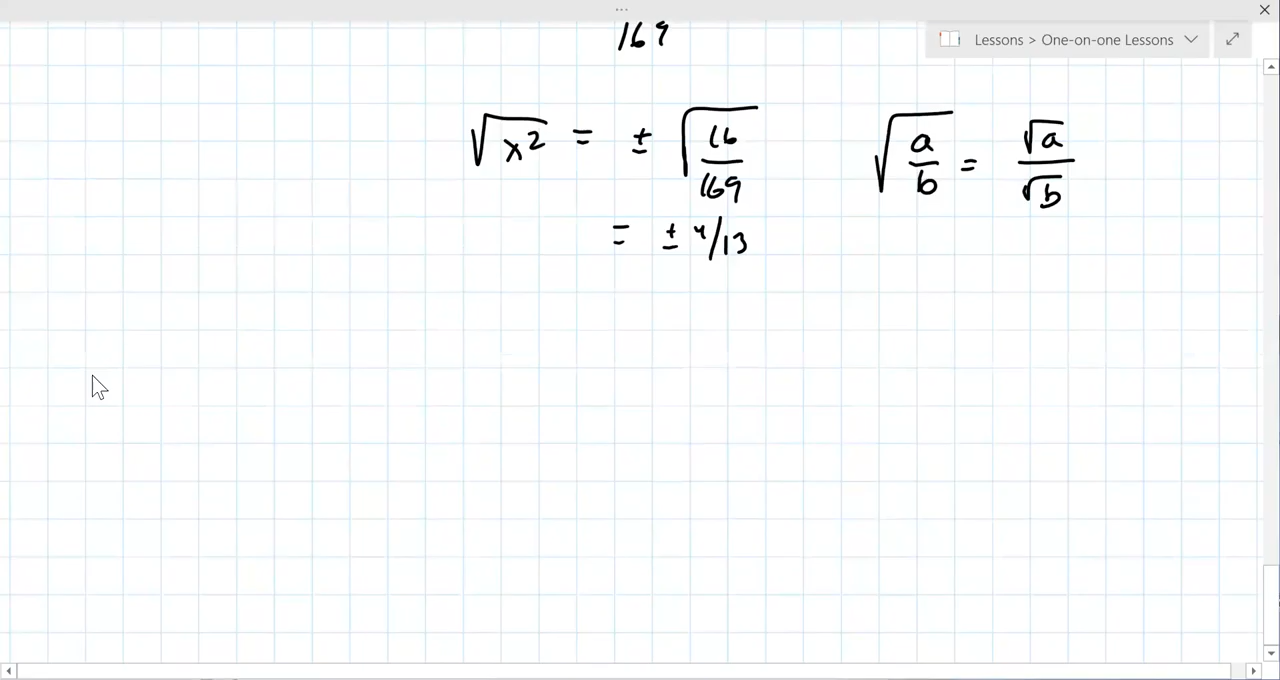 169
Lessons > One-on-one Lessons
√x² = ± √(16/169)
√(a/b) = √a/√b
= ± 4/13